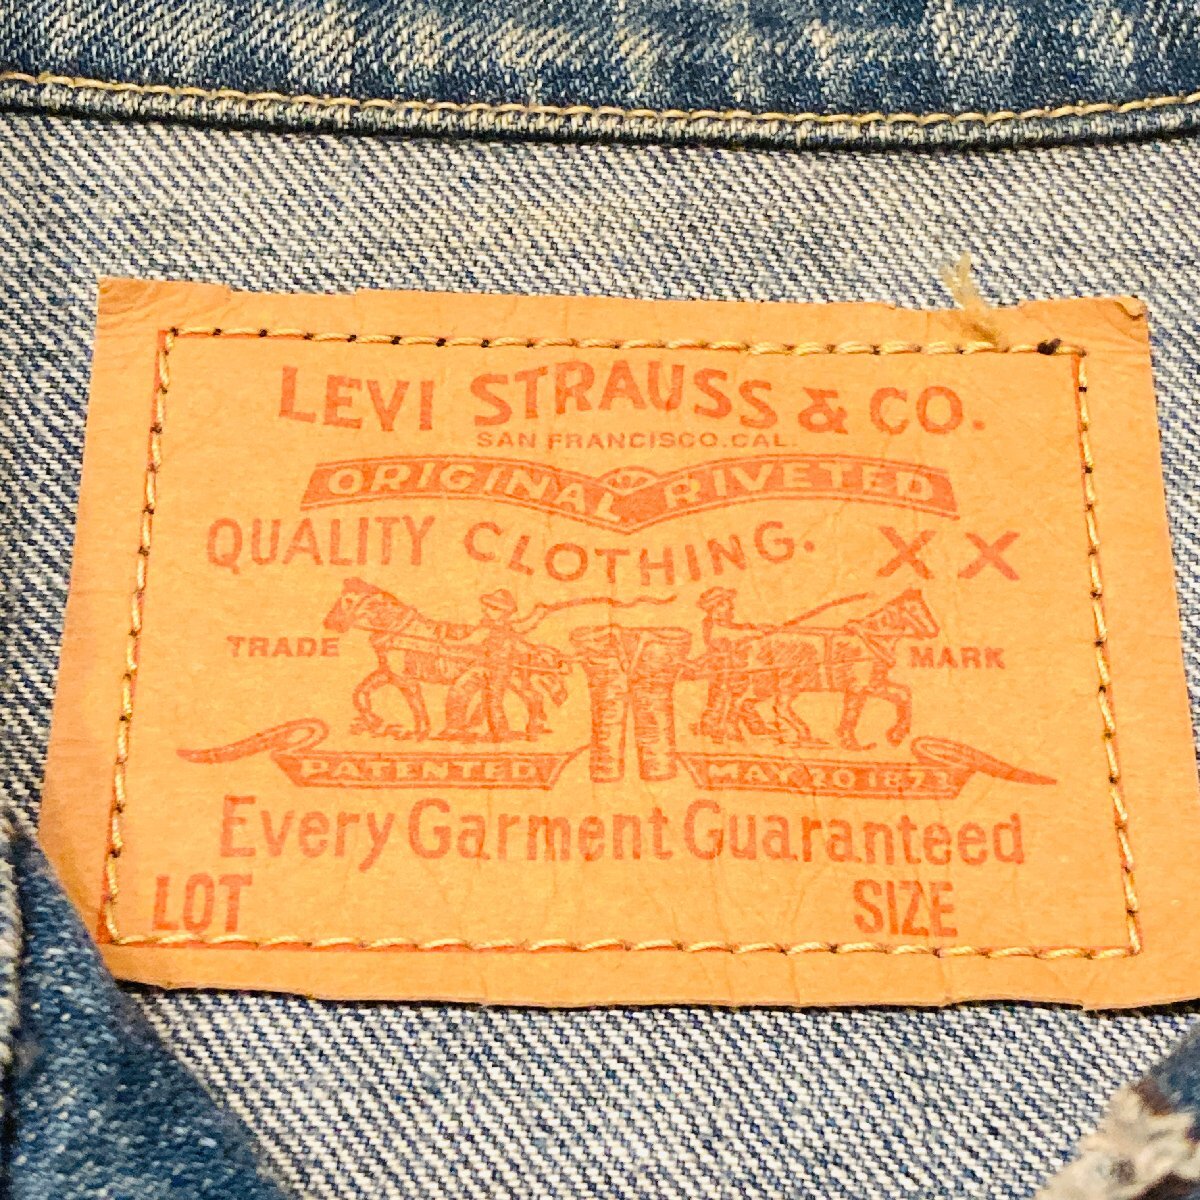 LEVI STRAUSS & CO.
SAN FRANCISCO. CAL.
ORIGINAL RIVETED
QUALITY CLOTHING. XX
TRADE MARK
PATENTED MAY 20 1873
Every Garment Guaranteed
LOT SIZE